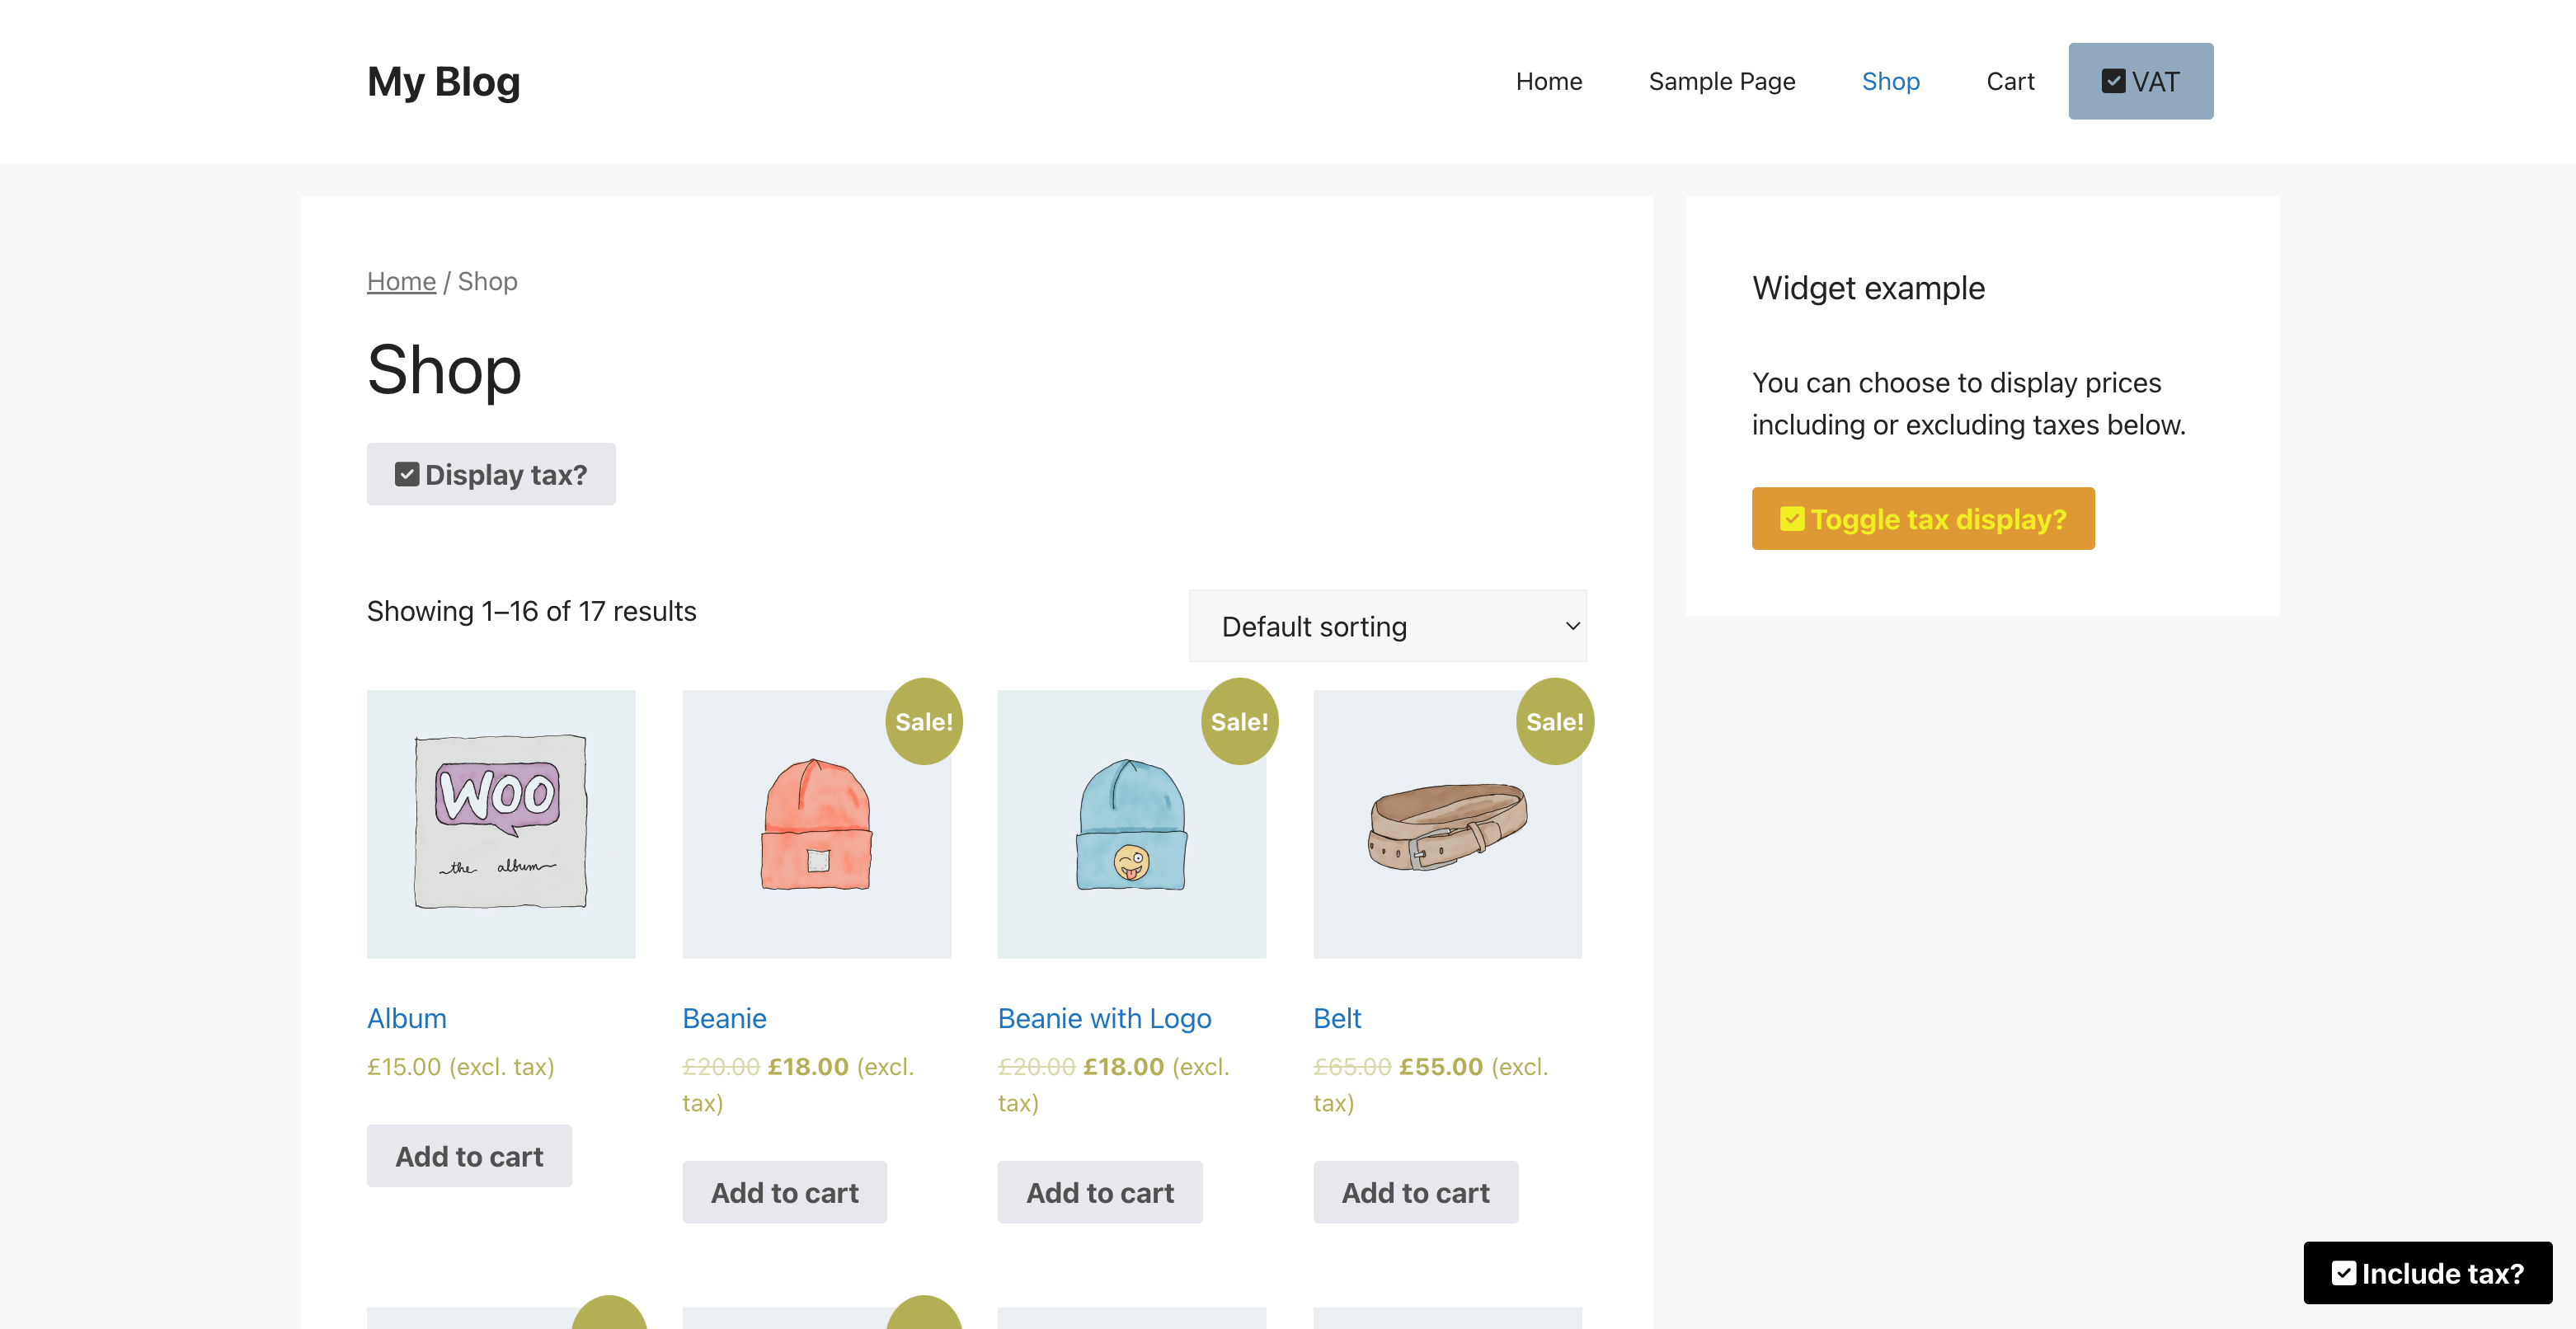 My Blog
Home
Sample Page
Shop
Cart
VAT
Home / Shop
Shop
Display tax?
Showing 1–16 of 17 results
Default sorting
Widget example
You can choose to display prices
including or excluding taxes below.
Toggle tax display?
WOO
the album
Sale!
Sale!
Sale!
Album
£15.00 (excl. tax)
Add to cart
Beanie
£20.00 £18.00 (excl.
tax)
Add to cart
Beanie with Logo
£20.00 £18.00 (excl.
tax)
Add to cart
Belt
£65.00 £55.00 (excl.
tax)
Add to cart
Include tax?